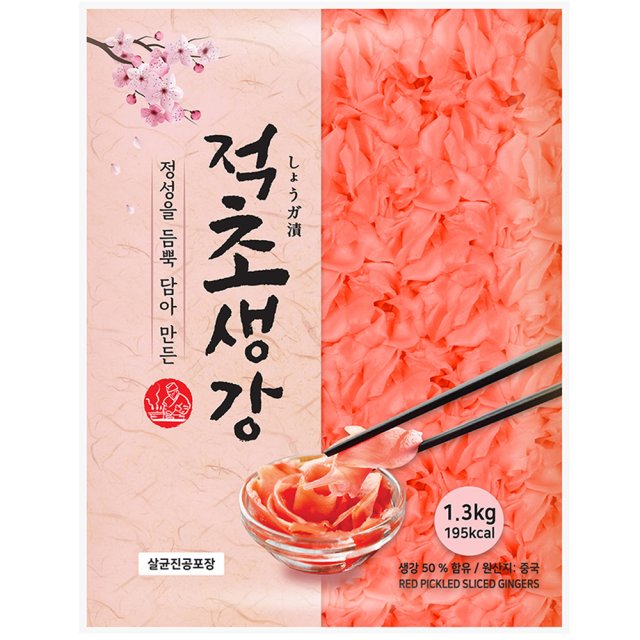 정성을 듬뿍 담아 만든
적초생강
しょうガ漬
1.3kg
195kcal
생강 50 % 함유 / 원산지: 중국
RED PICKLED SLICED GINGERS
살균진공포장